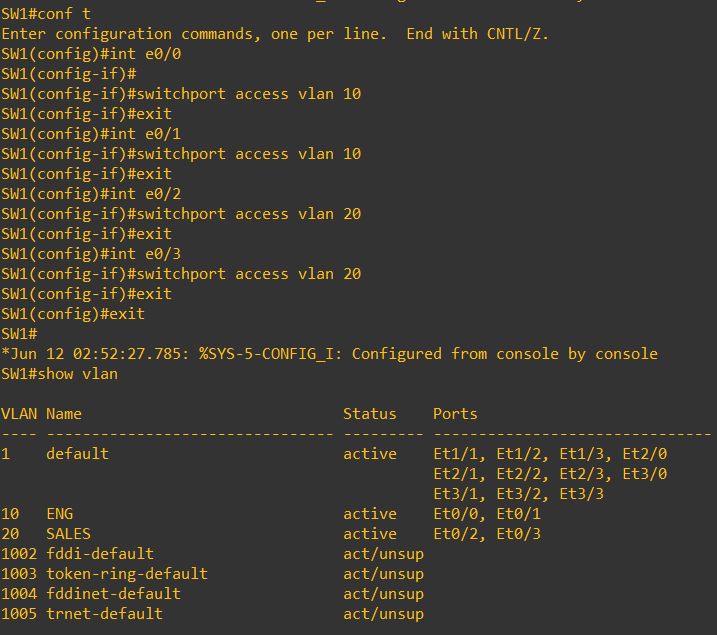 SW1#conf t
Enter configuration commands, one per line.  End with CNTL/Z.
SW1(config)#int e0/0
SW1(config-if)#
SW1(config-if)#switchport access vlan 10
SW1(config-if)#exit
SW1(config)#int e0/1
SW1(config-if)#switchport access vlan 10
SW1(config-if)#exit
SW1(config)#int e0/2
SW1(config-if)#switchport access vlan 20
SW1(config-if)#exit
SW1(config)#int e0/3
SW1(config-if)#switchport access vlan 20
SW1(config-if)#exit
SW1(config)#exit
SW1#
*Jun 12 02:52:27.785: %SYS-5-CONFIG_I: Configured from console by console
SW1#show vlan

VLAN Name                             Status    Ports
---- -------------------------------- --------- -------------------------------
1    default                          active    Et1/1, Et1/2, Et1/3, Et2/0
                                                Et2/1, Et2/2, Et2/3, Et3/0
                                                Et3/1, Et3/2, Et3/3
10   ENG                              active    Et0/0, Et0/1
20   SALES                            active    Et0/2, Et0/3
1002 fddi-default                     act/unsup
1003 token-ring-default               act/unsup
1004 fddinet-default                  act/unsup
1005 trnet-default                    act/unsup